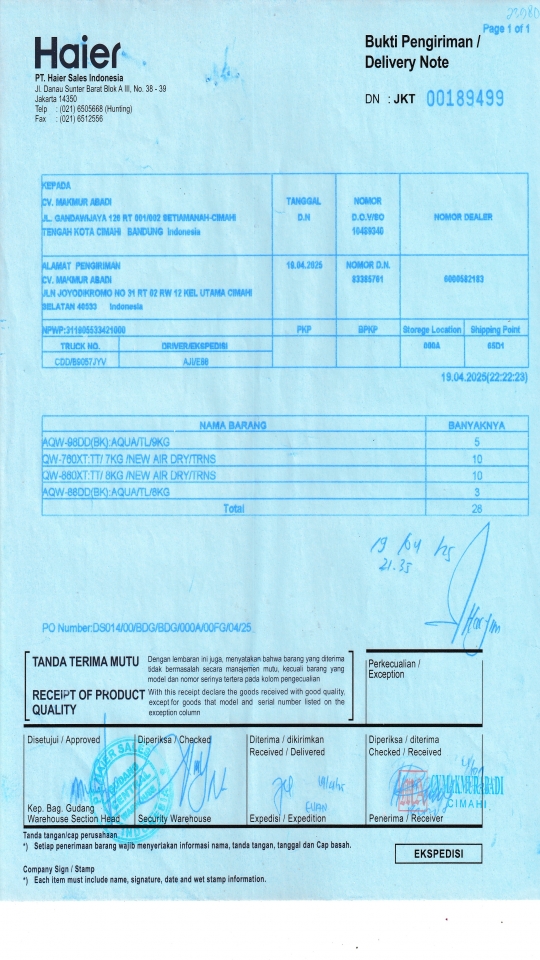 Page 1 of 1
Haier
Bukti Pengiriman /
Delivery Note
PT. Haier Sales Indonesia
Jl. Danau Sunter Barat Blok A III, No. 38 - 39
Jakarta 14350
Telp : (021) 6505668 (Hunting)
Fax : (021) 6512556
DN : JKT 00189499
KEPADA
CV. MAKMUR ABADI
JL. GANDAWIJAYA 126 RT 001/002 SETIAMANAH-CIMAHI
TENGAH KOTA CIMAHI BANDUNG Indonesia
TANGGAL
D.N
NOMOR
D.O./SO
NOMOR DEALER
ALAMAT PENGIRIMAN
CV. MAKMUR ABADI
JLN JOYODIKROMO NO 31 RT 02 RW 12 KEL UTAMA CIMAHI
SELATAN 40533 Indonesia
19.04.2025
NOMOR D.N.
PKP
BPKP
Storage Location
Shipping Point
TRUCK NO.
DRIVER/EKSPEDISI
000A
19.04.2025(22:22:23)
NAMA BARANG BANYAKNYA
AQW-98DD(BK):AQUA/TL/9KG 5
QW-760XT:TT/ 7KG /NEW AIR DRY/TRNS 10
QW-860XT:TT/ 8KG /NEW AIR DRY/TRNS 10
AQW-88DD(BK):AQUA/TL/8KG 3
Total 28
19/04/25
21.35
PO Number:DS014/00/BDG/BDG/000A/00FG/04/25
TANDA TERIMA MUTU
Dengan lembaran ini juga, menyatakan bahwa barang yang diterima
tidak bermasalah secara manajemen mutu, kecuali barang yang
model dan nomor serinya tertera pada kolom pengecualian
RECEIPT OF PRODUCT
QUALITY
With this receipt declare the goods received with good quality,
except for goods that model and serial number listed on the
exception column
Perkecualian /
Exception
Disetujui / Approved
Diperiksa / Checked
Diterima / dikirimkan
Received / Delivered
Diperiksa / diterima
Checked / Received
CV. MAKMUR ABADI
CIMAHI
Kep. Bag. Gudang
Warehouse Section Head
Security Warehouse
Expedisi / Expedition
Penerima / Receiver
Tanda tangan/cap perusahaan.
*) Setiap penerimaan barang wajib menyertakan informasi nama, tanda tangan, tanggal dan Cap basah.
EKSPEDISI
Company Sign / Stamp
*) Each item must include name, signature, date and wet stamp information.